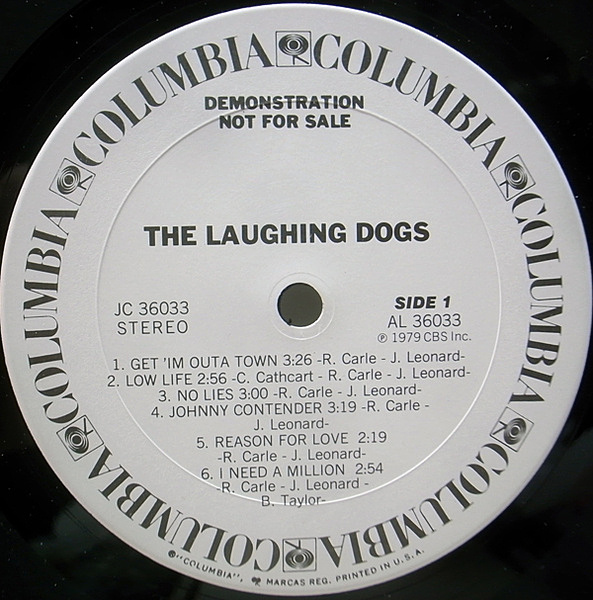 COLUMBIA COLUMBIA COLUMBIA COLUMBIA COLUMBIA COLUMBIA COLUMBIA
DEMONSTRATION
NOT FOR SALE
THE LAUGHING DOGS
JC 36033
STEREO
SIDE 1
AL 36033
℗ 1979 CBS Inc.
1. GET 'IM OUTA TOWN 3:26 -R. Carle - J. Leonard-
2. LOW LIFE 2:56 -C. Cathcart - R. Carle - J. Leonard-
3. NO LIES 3:00 -R. Carle - J. Leonard-
4. JOHNNY CONTENDER 3:19 -R. Carle -
J. Leonard-
5. REASON FOR LOVE 2:19
-R. Carle - J. Leonard-
6. I NEED A MILLION 2:54
-R. Carle - J. Leonard -
B. Taylor-
®"COLUMBIA", MARCAS REG. PRINTED IN U.S.A.